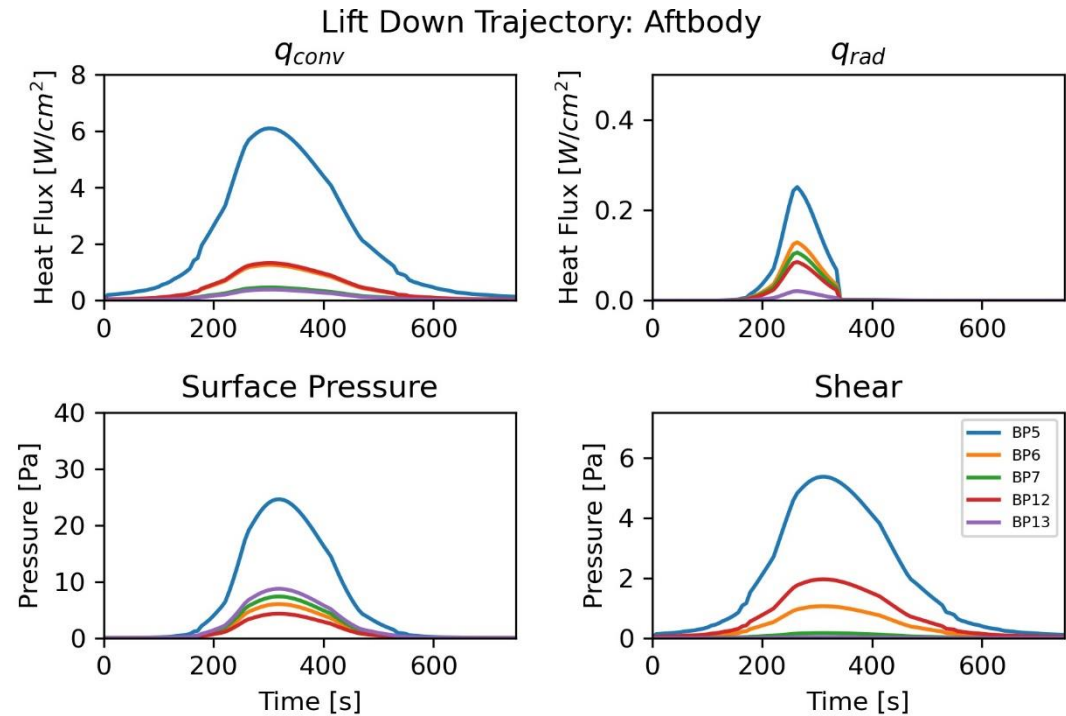 Lift Down Trajectory: Aftbody
q_conv
Heat Flux [W/cm²]
8
6
4
2
0
0 200 400 600
q_rad
Heat Flux [W/cm²]
0.4
0.2
0.0
0 200 400 600
Surface Pressure
Pressure [Pa]
40
30
20
10
0
0 200 400 600
Time [s]
Shear
Pressure [Pa]
6
4
2
0
0 200 400 600
Time [s]
BP5
BP6
BP7
BP12
BP13